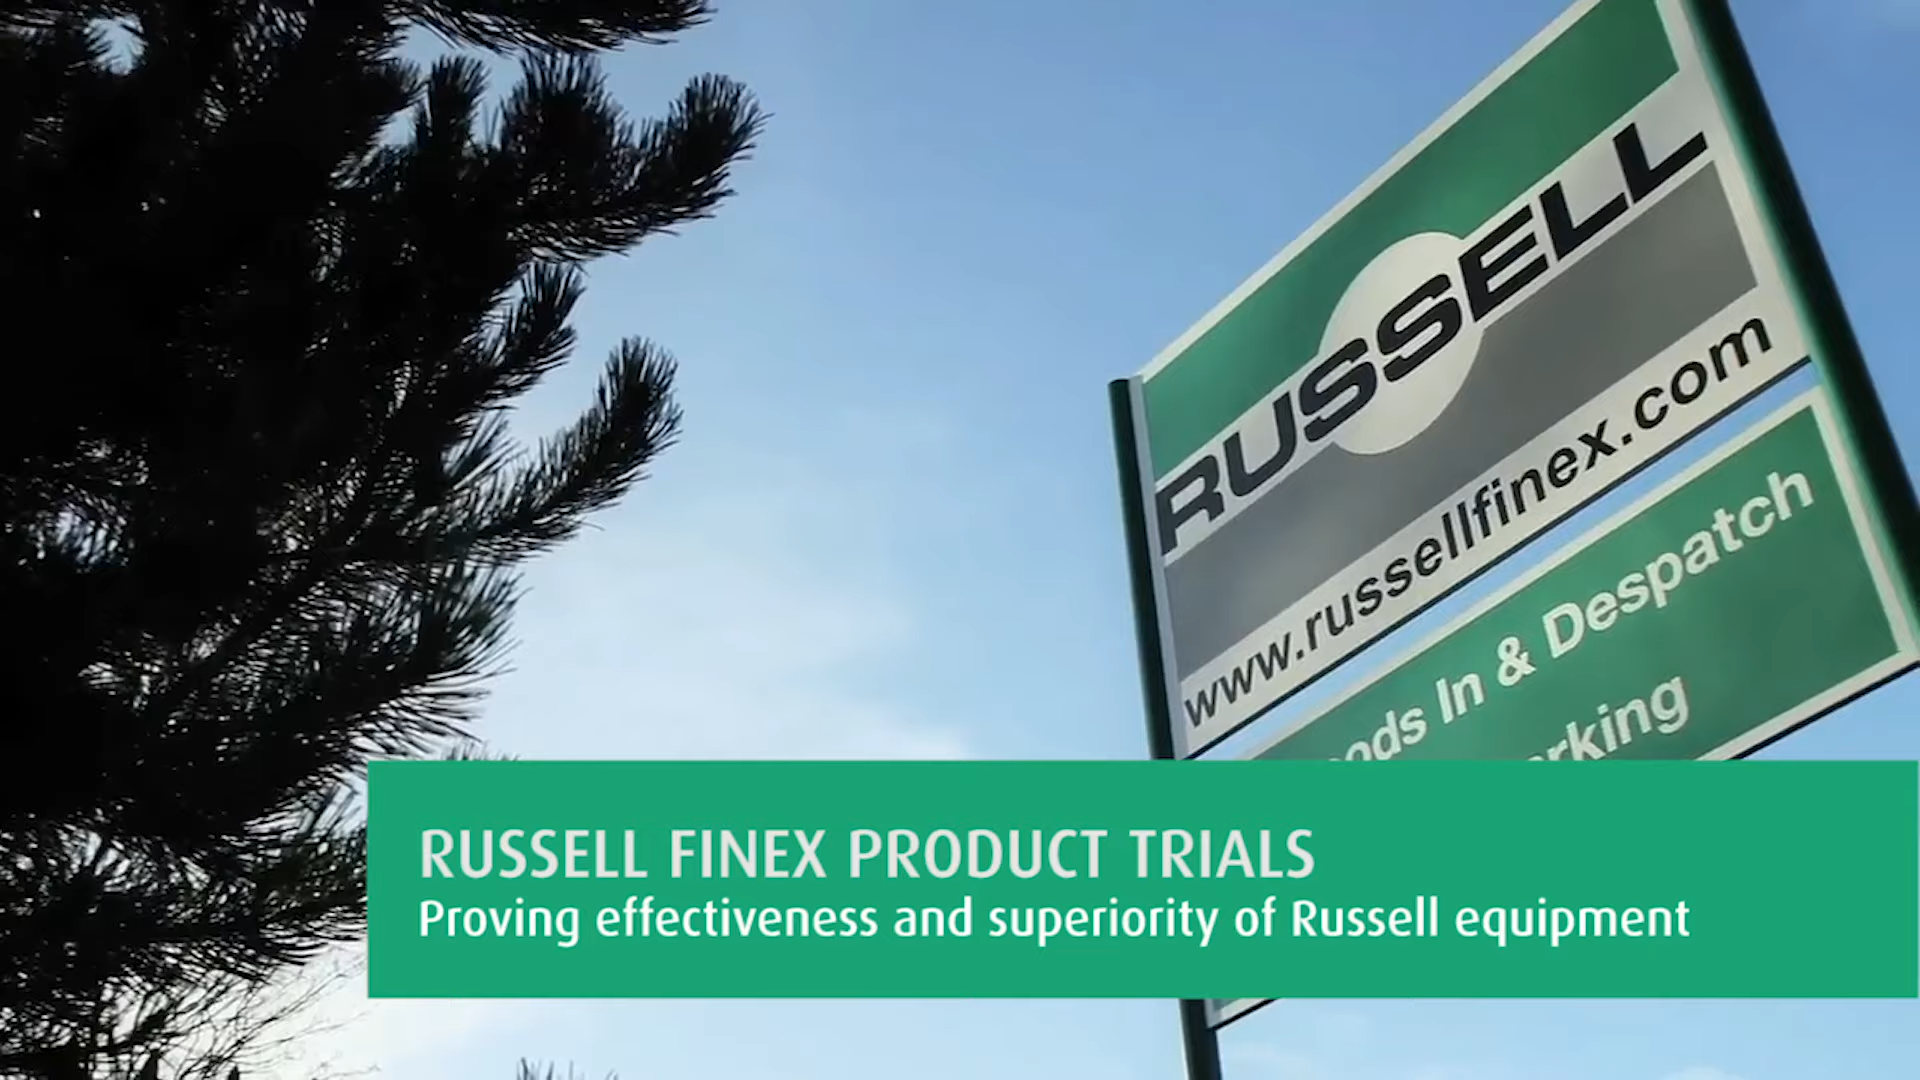 RUSSELL
www.russellfinex.com
In & Despatch
RUSSELL FINEX PRODUCT TRIALS
Proving effectiveness and superiority of Russell equipment